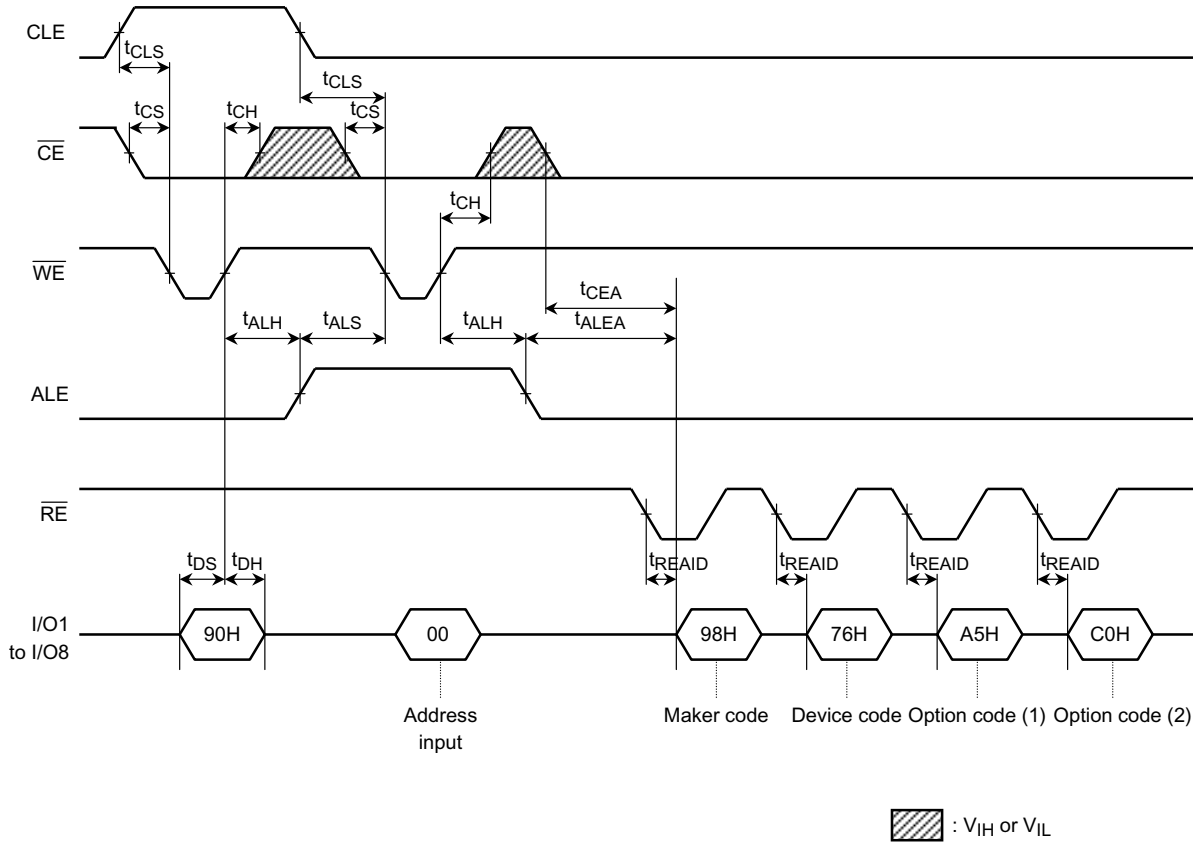 CLE
tCLS
tCLS
tCS
tCH
tCS
CE
tCH
WE
tCEA
tALH
tALS
tALH
tALEA
ALE
RE
tDS
tDH
tREAID
tREAID
tREAID
tREAID
I/O1
to I/O8
90H
00
98H
76H
A5H
C0H
Address
input
Maker code
Device code
Option code (1)
Option code (2)
: VIH or VIL